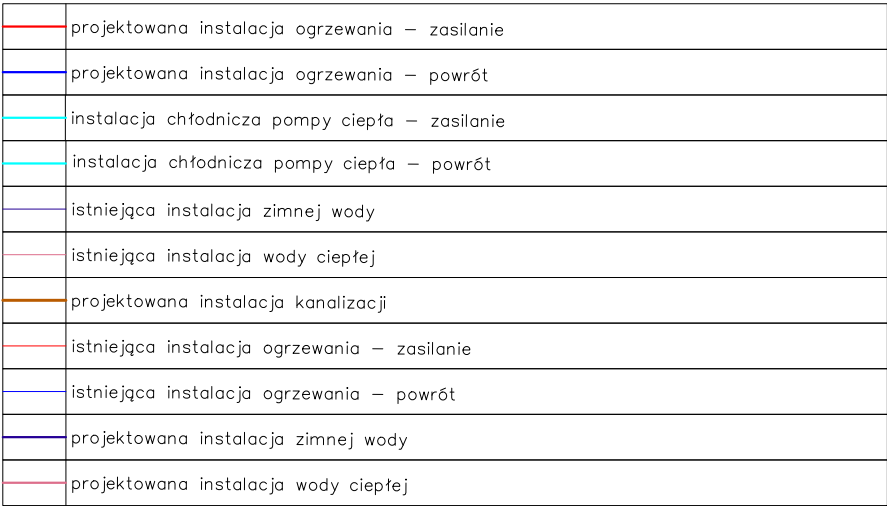 projektowana instalacja ogrzewania – zasilanie
projektowana instalacja ogrzewania – powrót
instalacja chłodnicza pompy ciepła – zasilanie
instalacja chłodnicza pompy ciepła – powrót
istniejąca instalacja zimnej wody
istniejąca instalacja wody ciepłej
projektowana instalacja kanalizacji
istniejąca instalacja ogrzewania – zasilanie
istniejąca instalacja ogrzewania – powrót
projektowana instalacja zimnej wody
projektowana instalacja wody ciepłej